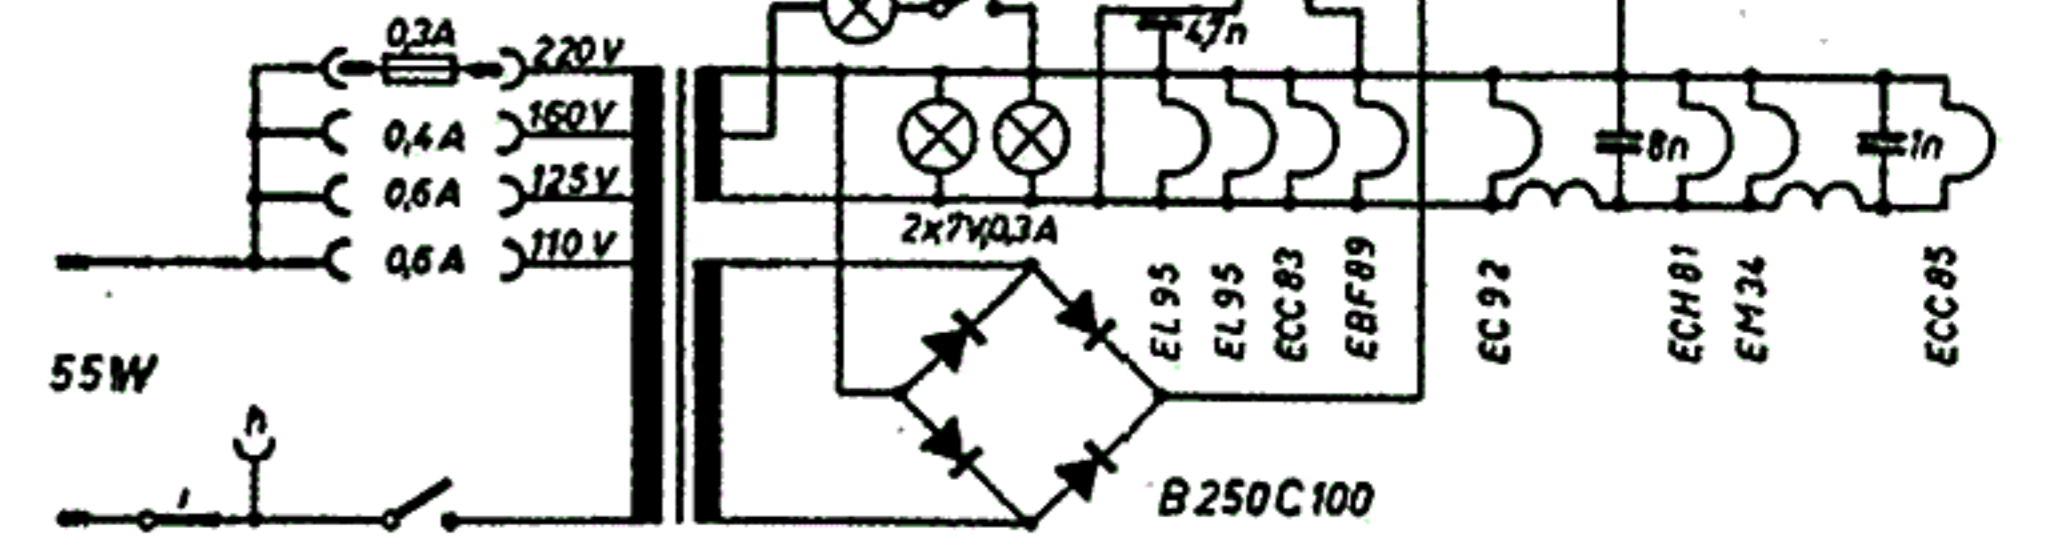 0,3A
220V
47n
0,4A
160V
0,6A
125V
0,6A
110V
8n
1n
2x7V,0,3A
EL95
EL95
ECC83
EBF89
EC92
ECH81
EM34
ECC85
55W
B250C100